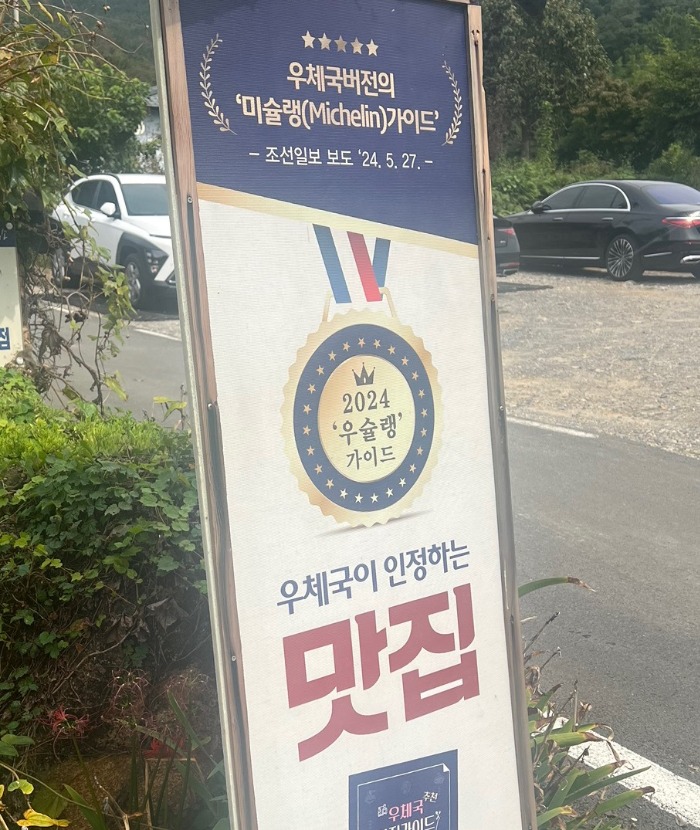 우체국버전의
‘미슐랭(Michelin)가이드’
– 조선일보 보도 ‘24. 5. 27. –
2024
‘우슐랭’
가이드
우체국이 인정하는
맛집
우체국 추천